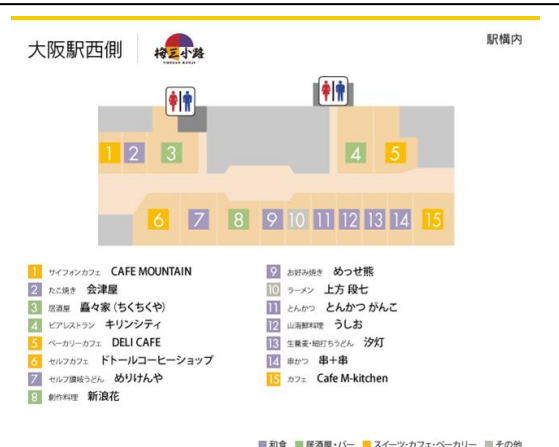 大阪駅西側
梅三小路
UMESAN KOJI
駅構内
1 2 3 4 5
6 7 8 9 10 11 12 13 14 15
1 サイフォンカフェ CAFE MOUNTAIN
2 たこ焼き 会津屋
3 居酒屋 矗々家（ちくちくや）
4 ビアレストラン キリンシティ
5 ベーカリーカフェ DELI CAFE
6 セルフカフェ ドトールコーヒーショップ
7 セルフ讃岐うどん めりけんや
8 創作料理 新浪花
9 お好み焼き めっせ熊
10 ラーメン 上方 段七
11 とんかつ とんかつ がんこ
12 山海鮮料理 うしお
13 生蕎麦・細打ちうどん 汐灯
14 串かつ 串+串
15 カフェ Cafe M-kitchen
和食 居酒屋・バー スイーツ・カフェ・ベーカリー その他